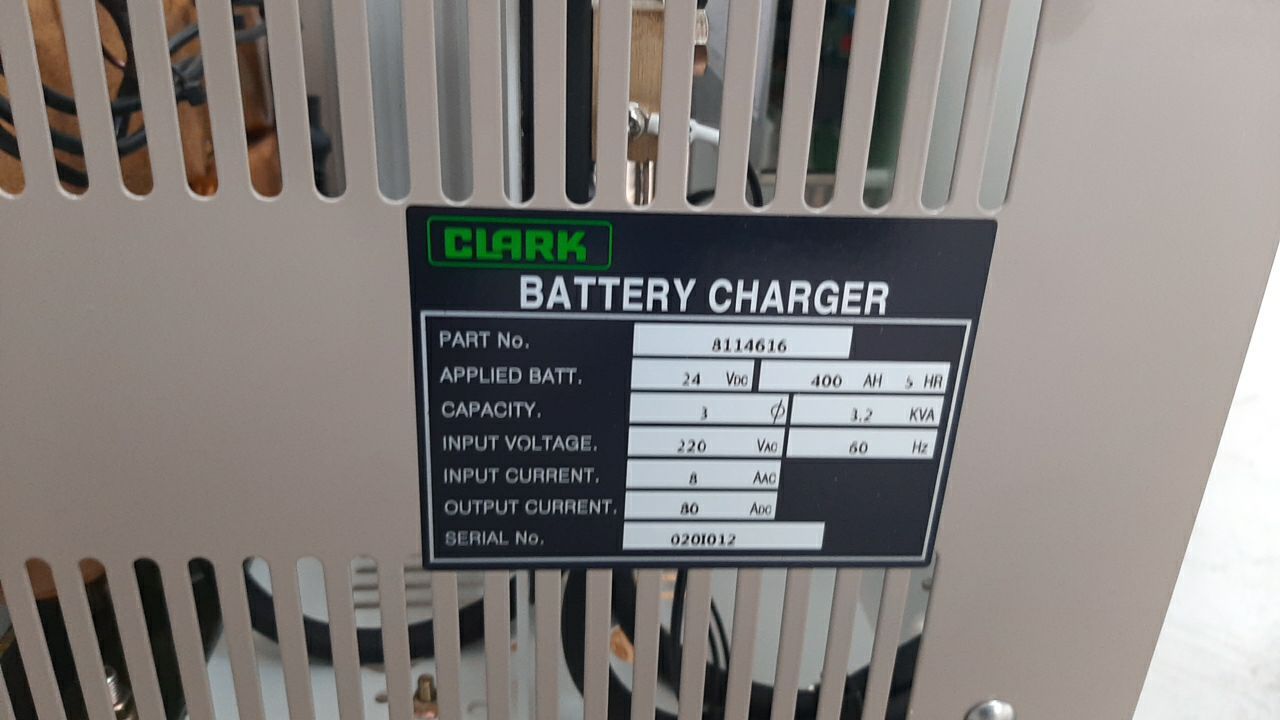 CLARK
BATTERY CHARGER
PART No. 8114616
APPLIED BATT. 24 VDC 400 AH 5 HR
CAPACITY. 3 ϕ 3.2 KVA
INPUT VOLTAGE. 220 VAC 60 Hz
INPUT CURRENT. 8 AAC
OUTPUT CURRENT. 80 ADC
SERIAL No. 020I012